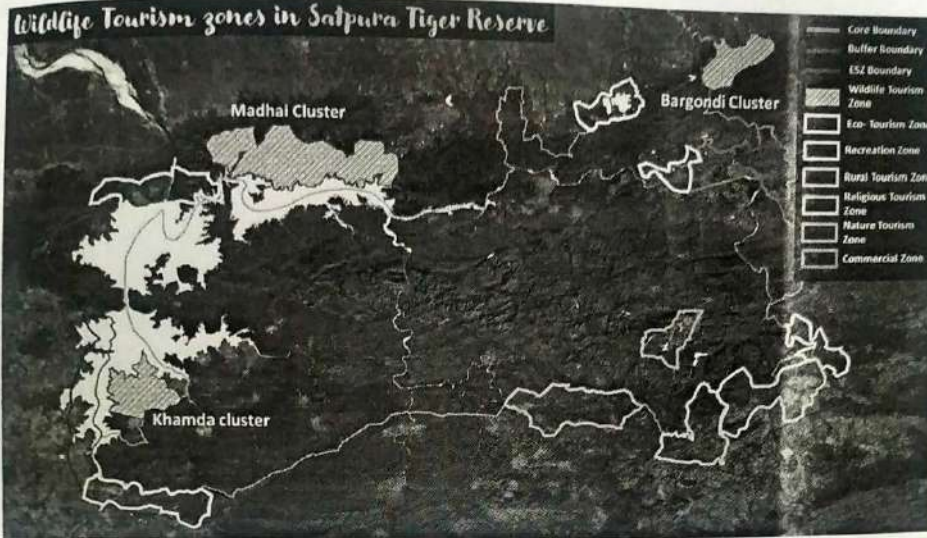 Wildlife Tourism zones in Satpura Tiger Reserve
Madhai Cluster
Bargondi Cluster
Khamda cluster
Core Boundary
Buffer Boundary
ESZ Boundary
Wildlife Tourism
Zone
Eco- Tourism Zone
Recreation Zone
Rural Tourism Zon
Religious Tourism
Zone
Nature Tourism
Zone
Commercial Zone